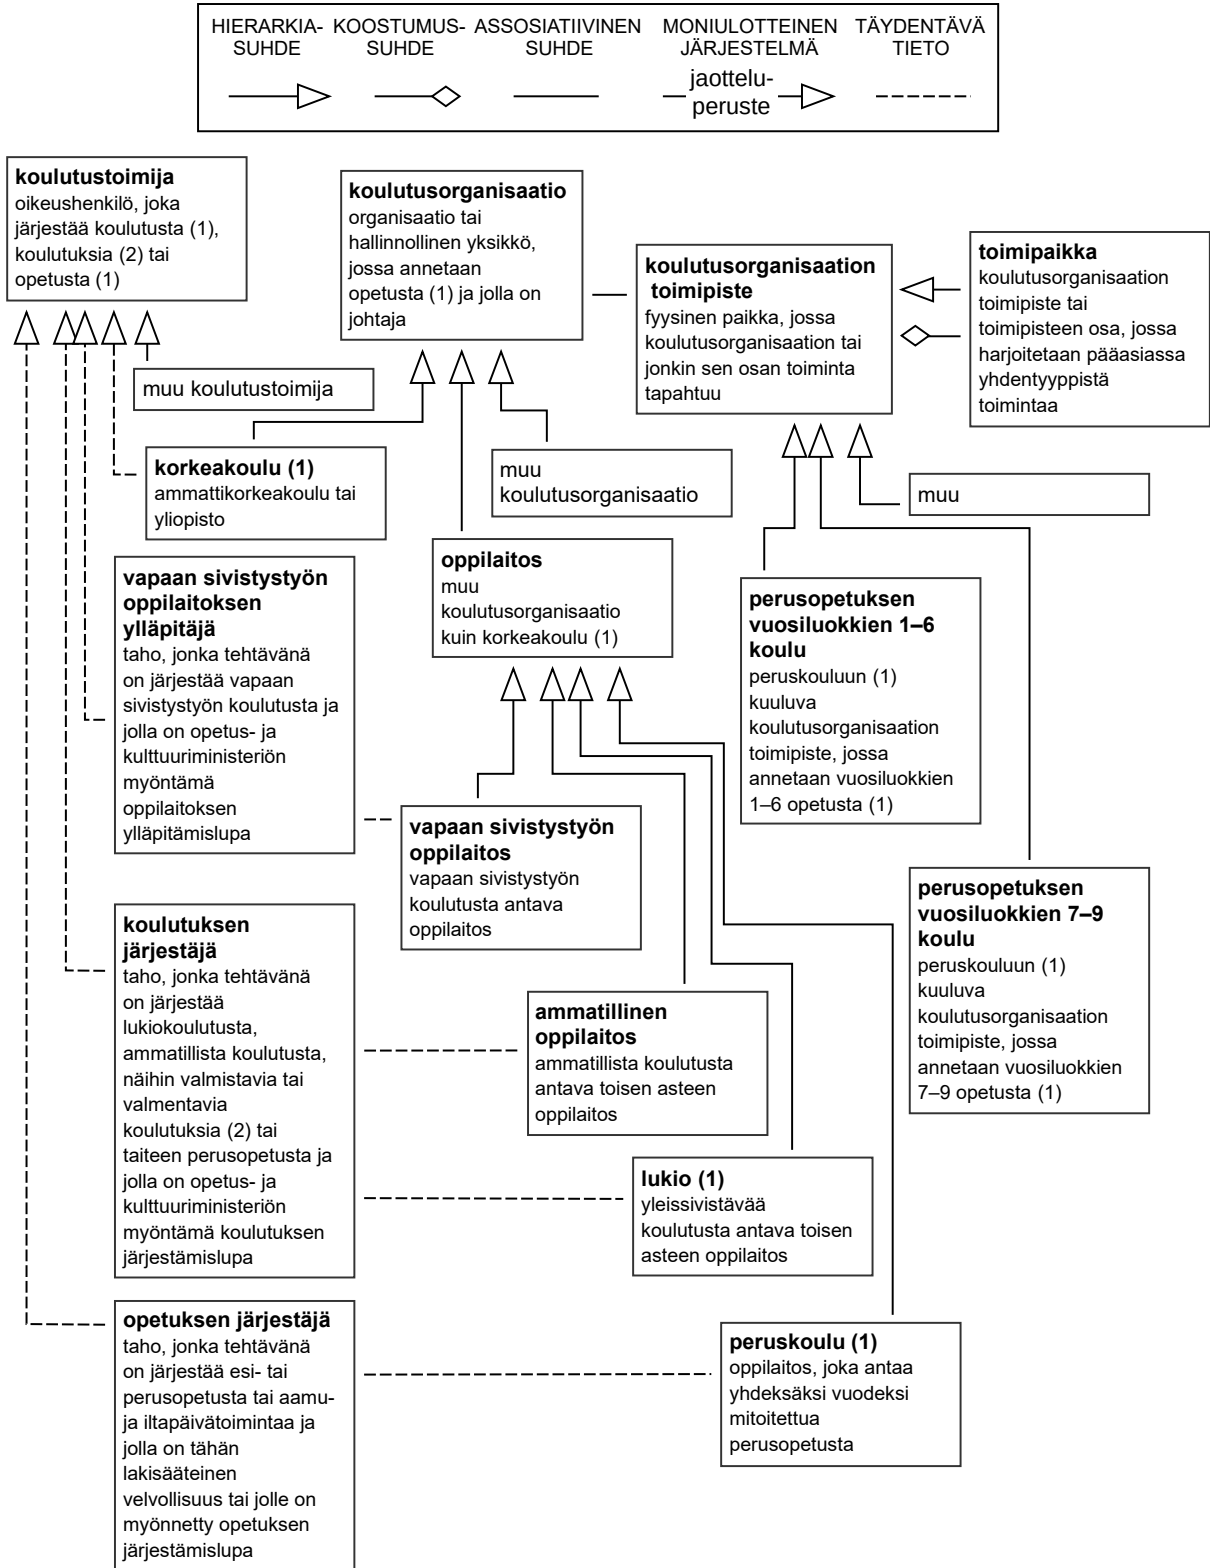 HIERARKIA-
SUHDE
KOOSTUMUS-
SUHDE
ASSOSIATIIVINEN
SUHDE
MONIULOTTEINEN
JÄRJESTELMÄ
TÄYDENTÄVÄ
TIETO
jaottelu-
peruste
koulutustoimija
oikeushenkilö, joka
järjestää koulutusta (1),
koulutuksia (2) tai
opetusta (1)
koulutusorganisaatio
organisaatio tai
hallinnollinen yksikkö,
jossa annetaan
opetusta (1) ja jolla on
johtaja
koulutusorganisaation
toimipiste
fyysinen paikka, jossa
koulutusorganisaation tai
jonkin sen osan toiminta
tapahtuu
toimipaikka
koulutusorganisaation
toimipiste tai
toimipisteen osa, jossa
harjoitetaan pääasiassa
yhdentyyppistä
toimintaa
muu koulutustoimija
korkeakoulu (1)
ammattikorkeakoulu tai
yliopisto
muu
koulutusorganisaatio
muu
vapaan sivistystyön
oppilaitoksen
ylläpitäjä
taho, jonka tehtävänä
on järjestää vapaan
sivistystyön koulutusta ja
jolla on opetus- ja
kulttuuriministeriön
myöntämä
oppilaitoksen
ylläpitämislupa
oppilaitos
muu
koulutusorganisaatio
kuin korkeakoulu (1)
perusopetuksen
vuosiluokkien 1–6
koulu
peruskouluun (1)
kuuluva
koulutusorganisaation
toimipiste, jossa
annetaan vuosiluokkien
1–6 opetusta (1)
vapaan sivistystyön
oppilaitos
vapaan sivistystyön
koulutusta antava
oppilaitos
perusopetuksen
vuosiluokkien 7–9
koulu
peruskouluun (1)
kuuluva
koulutusorganisaation
toimipiste, jossa
annetaan vuosiluokkien
7–9 opetusta (1)
koulutuksen
järjestäjä
taho, jonka tehtävänä
on järjestää
lukiokoulutusta,
ammatillista koulutusta,
näihin valmistavia tai
valmentavia
koulutuksia (2) tai
taiteen perusopetusta ja
jolla on opetus- ja
kulttuuriministeriön
myöntämä koulutuksen
järjestämislupa
ammatillinen
oppilaitos
ammatillista koulutusta
antava toisen asteen
oppilaitos
lukio (1)
yleissivistävää
koulutusta antava toisen
asteen oppilaitos
opetuksen järjestäjä
taho, jonka tehtävänä
on järjestää esi- tai
perusopetusta tai aamu-
ja iltapäivätoimintaa ja
jolla on tähän
lakisääteinen
velvollisuus tai jolle on
myönnetty opetuksen
järjestämislupa
peruskoulu (1)
oppilaitos, joka antaa
yhdeksäksi vuodeksi
mitoitettua
perusopetusta